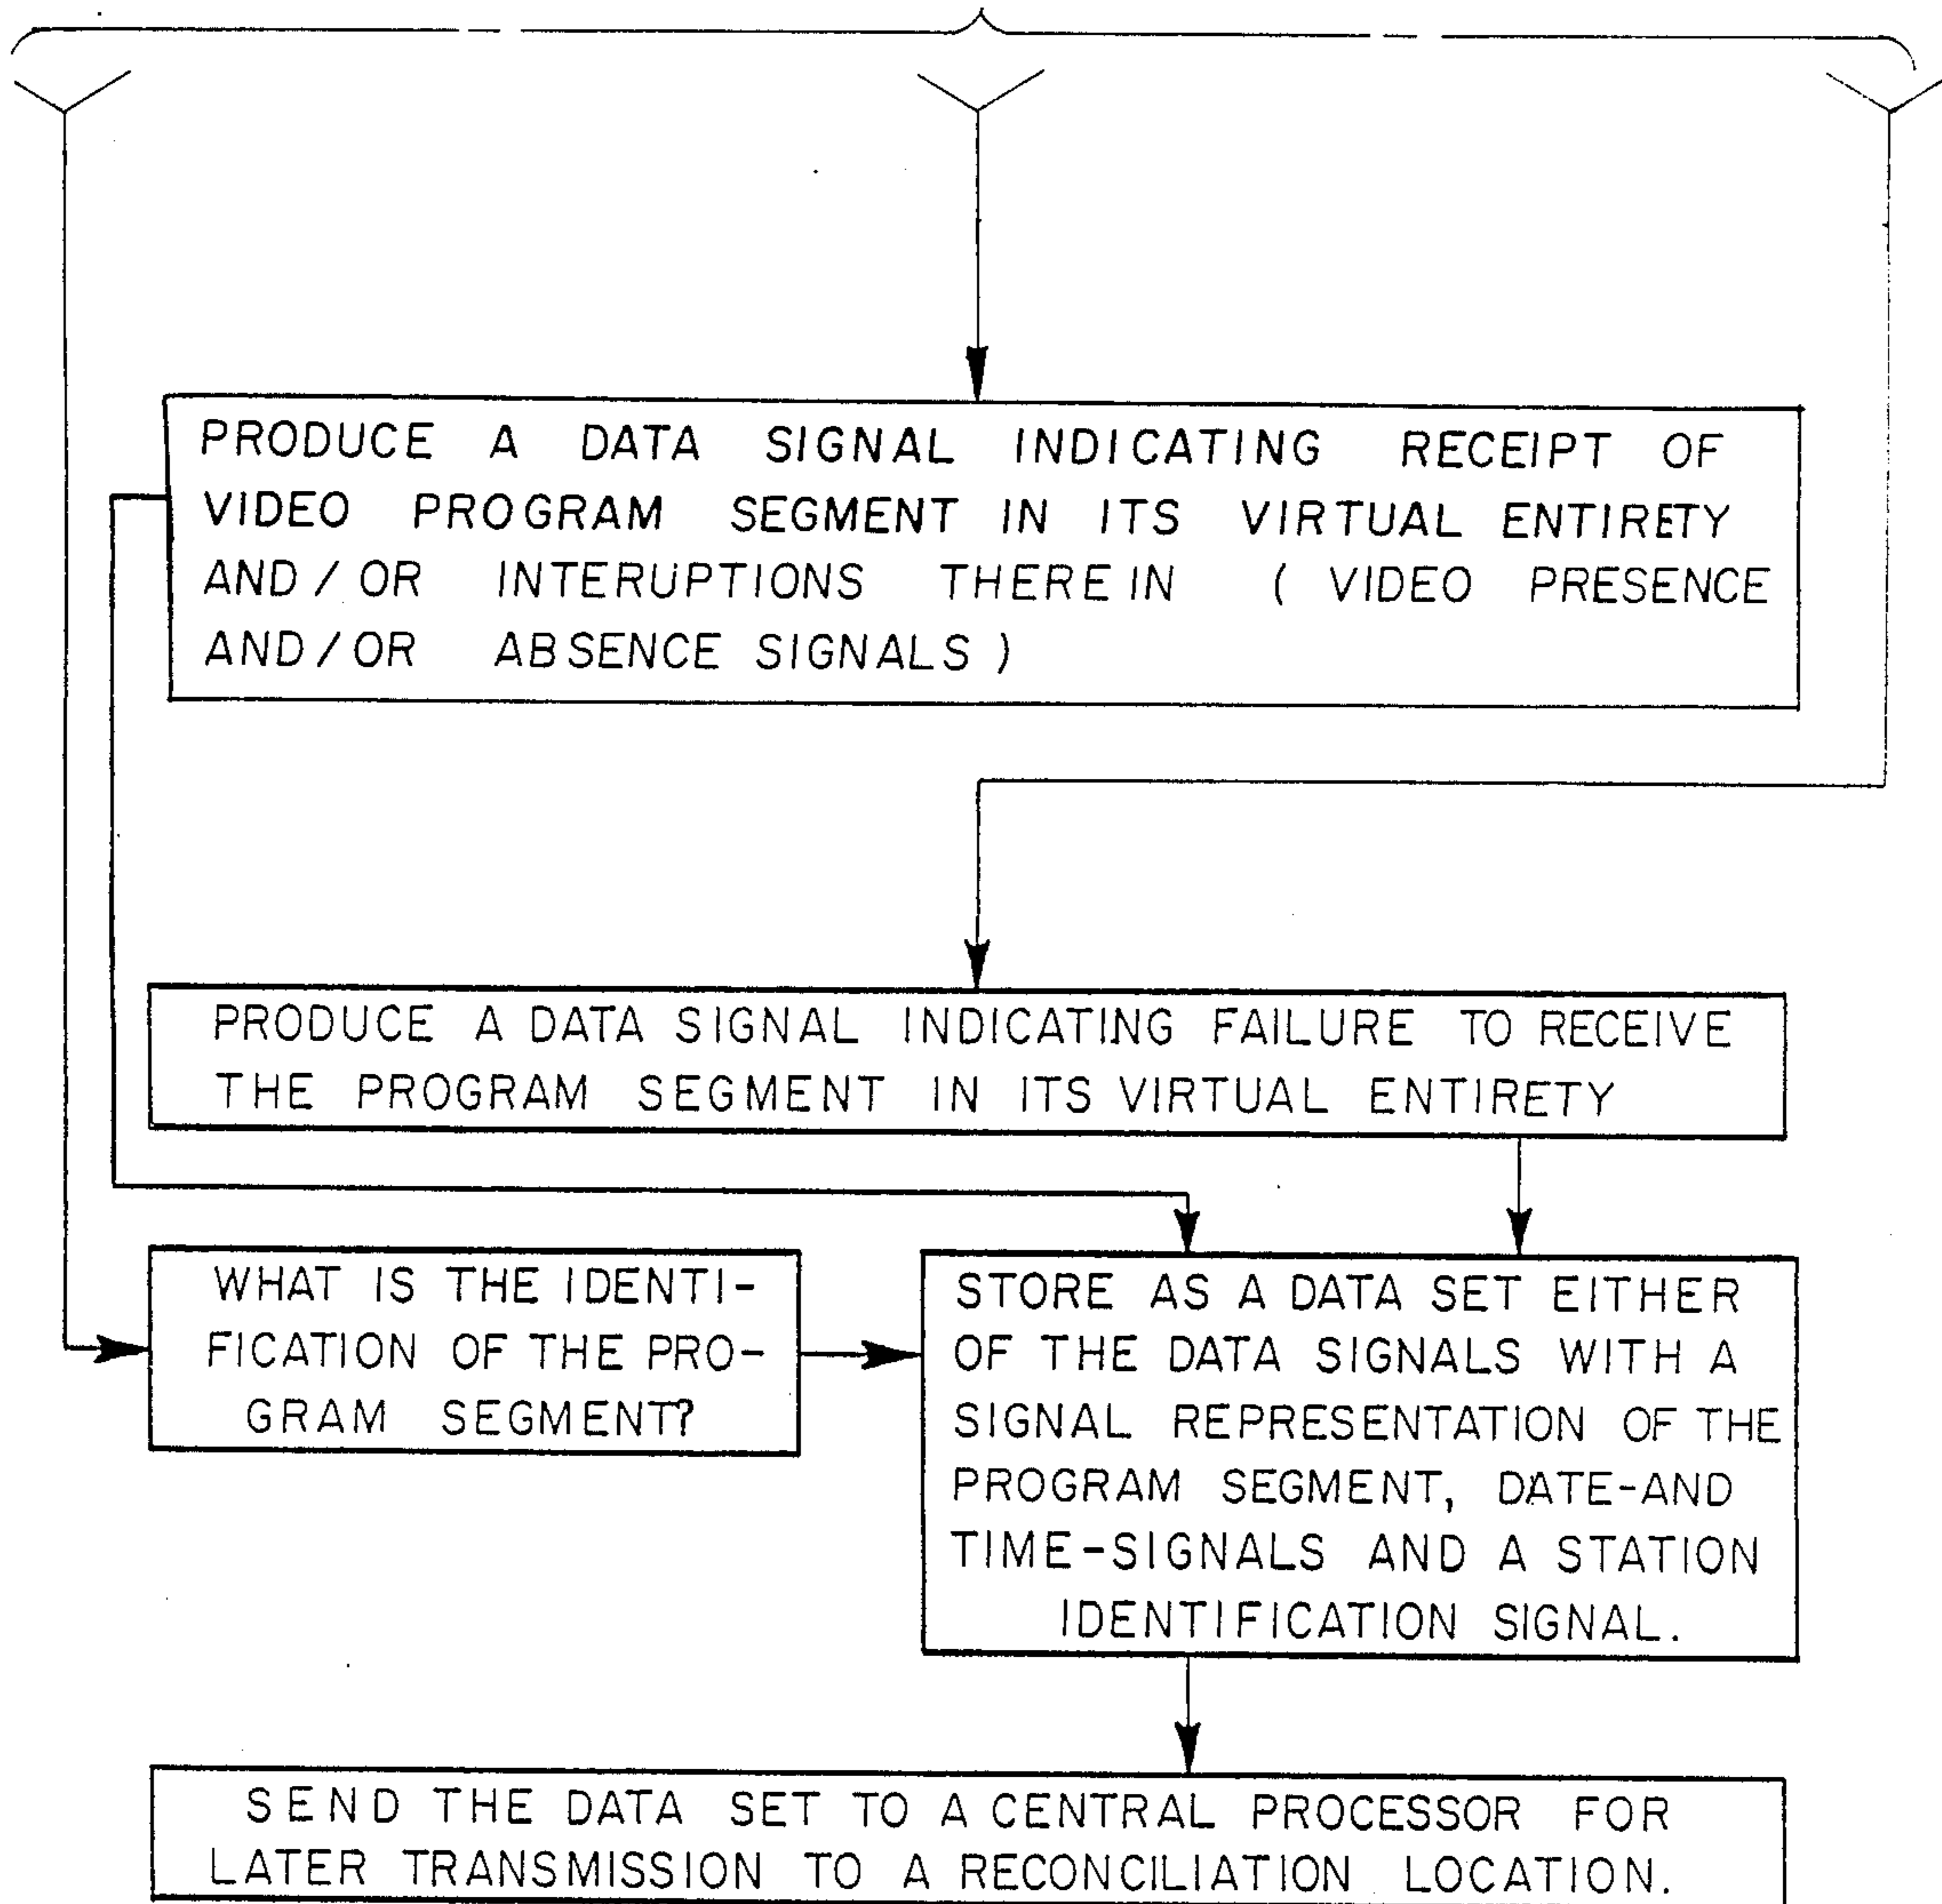 PRODUCE A DATA SIGNAL INDICATING RECEIPT OF
VIDEO PROGRAM SEGMENT IN ITS VIRTUAL ENTIRETY
AND/OR INTERUPTIONS THEREIN (VIDEO PRESENCE
AND/OR ABSENCE SIGNALS)
PRODUCE A DATA SIGNAL INDICATING FAILURE TO RECEIVE
THE PROGRAM SEGMENT IN ITS VIRTUAL ENTIRETY
WHAT IS THE IDENTI-
FICATION OF THE PRO-
GRAM SEGMENT?
STORE AS A DATA SET EITHER
OF THE DATA SIGNALS WITH A
SIGNAL REPRESENTATION OF THE
PROGRAM SEGMENT, DATE-AND
TIME-SIGNALS AND A STATION
IDENTIFICATION SIGNAL.
SEND THE DATA SET TO A CENTRAL PROCESSOR FOR
LATER TRANSMISSION TO A RECONCILIATION LOCATION.